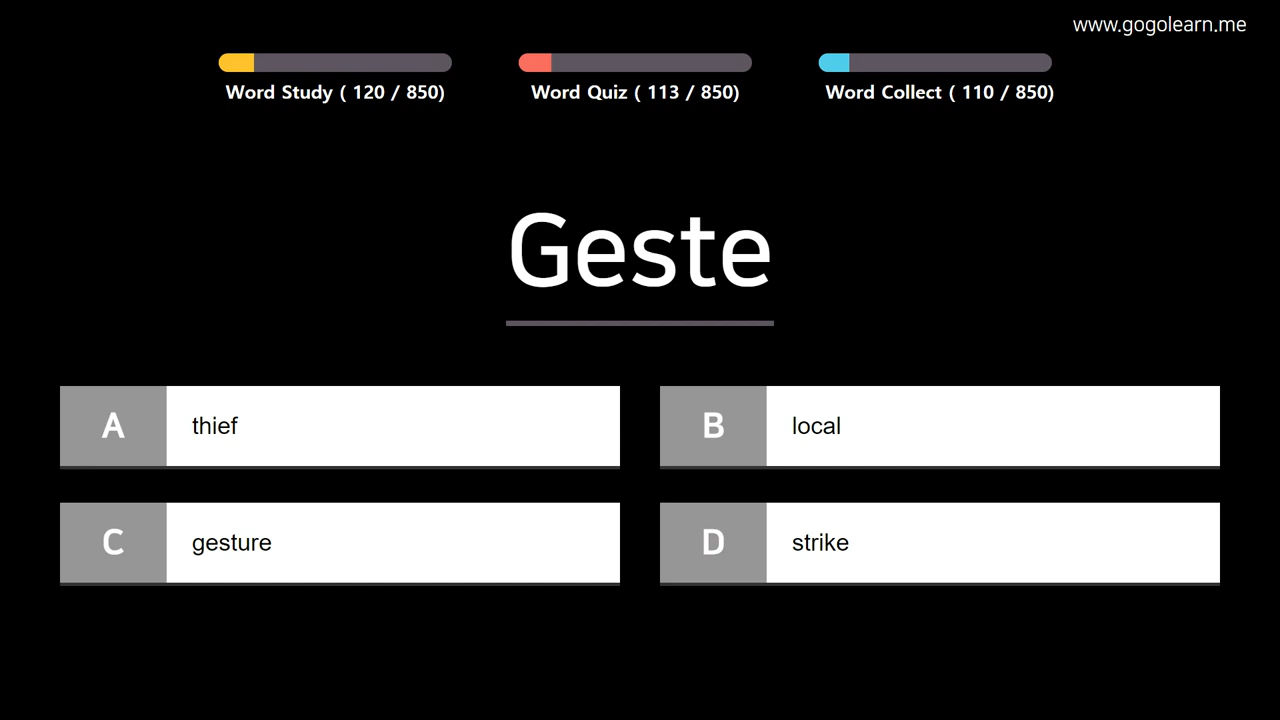 www.gogolearn.me
Word Study ( 120 / 850)
Word Quiz ( 113 / 850)
Word Collect ( 110 / 850)
Geste
A thief
B local
C gesture
D strike